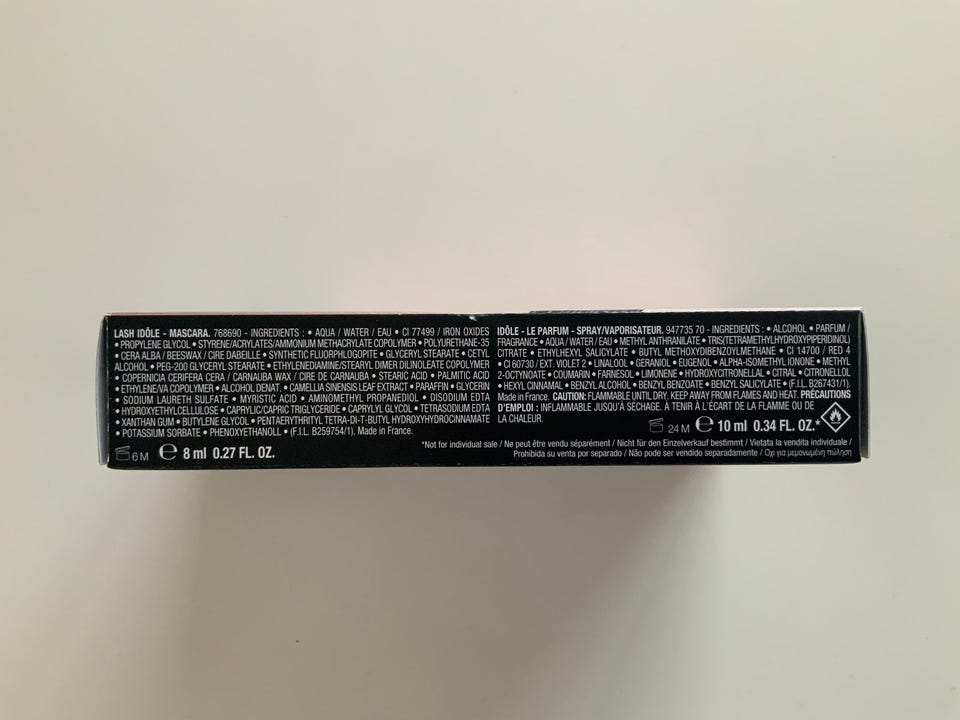 LASH IDÔLE - MASCARA. 768690 - INGREDIENTS : • AQUA / WATER / EAU • CI 77499 / IRON OXIDES
• PROPYLENE GLYCOL • STYRENE/ACRYLATES/AMMONIUM METHACRYLATE COPOLYMER • POLYURETHANE-35
• CERA ALBA / BEESWAX / CIRE DABEILLE • SYNTHETIC FLUORPHLOGOPITE • GLYCERYL STEARATE • CETYL
ALCOHOL • PEG-200 GLYCERYL STEARATE • ETHYLENEDIAMINE/STEARYL DIMER DILINOLEATE COPOLYMER
• COPERNICIA CERIFERA CERA / CARNAUBA WAX / CIRE DE CARNAUBA • STEARIC ACID • PALMITIC ACID
• ETHYLENE/VA COPOLYMER • ALCOHOL DENAT. • CAMELLIA SINENSIS LEAF EXTRACT • PARAFFIN • GLYCERIN
• SODIUM LAURETH SULFATE • MYRISTIC ACID • AMINOMETHYL PROPANEDIOL • DISODIUM EDTA
• HYDROXYETHYLCELLULOSE • CAPRYLIC/CAPRIC TRIGLYCERIDE • CAPRYLYL GLYCOL • TETRASODIUM EDTA
• XANTHAN GUM • BUTYLENE GLYCOL • PENTAERYTHRITYL TETRA-DI-T-BUTYL HYDROXYHYDROCINNAMATE
• POTASSIUM SORBATE • PHENOXYETHANOLL • (F.I.L. B259754/1). Made in France.
6 M ℮ 8 ml 0.27 FL. OZ.
IDÔLE - LE PARFUM - SPRAY/VAPORISATEUR. 947735 70 - INGREDIENTS : • ALCOHOL • PARFUM /
FRAGRANCE • AQUA / WATER / EAU • METHYL ANTHRANILATE • TRIS(TETRAMETHYLHYDROXYPIPERIDINOL)
CITRATE • ETHYLHEXYL SALICYLATE • BUTYL METHOXYDIBENZOYLMETHANE • CI 14700 / RED 4
• CI 60730 / EXT. VIOLET 2 • LINALOOL • GERANIOL • EUGENOL • ALPHA-ISOMETHYL IONONE • METHYL
2-OCTYNOATE • COUMARIN • FARNESOL • LIMONENE • HYDROXYCITRONELLAL • CITRAL • CITRONELLOL
• HEXYL CINNAMAL • BENZYL ALCOHOL • BENZYL BENZOATE • BENZYL SALICYLATE • (F.I.L. B267431/1).
Made in France. CAUTION: FLAMMABLE UNTIL DRY. KEEP AWAY FROM FLAMES AND HEAT. PRÉCAUTIONS
D'EMPLOI : INFLAMMABLE JUSQU'À SÉCHAGE. À TENIR À L'ÉCART DE LA FLAMME OU DE
LA CHALEUR.
24 M ℮ 10 ml 0.34 FL. OZ.*
*Not for individual sale / Ne peut être vendu séparément / Nicht für den Einzelverkauf bestimmt / Vietata la vendita individuale /
Prohibida su venta por separado / Não pode ser vendido separadamente / Όχι για μεμονωμένη πώληση